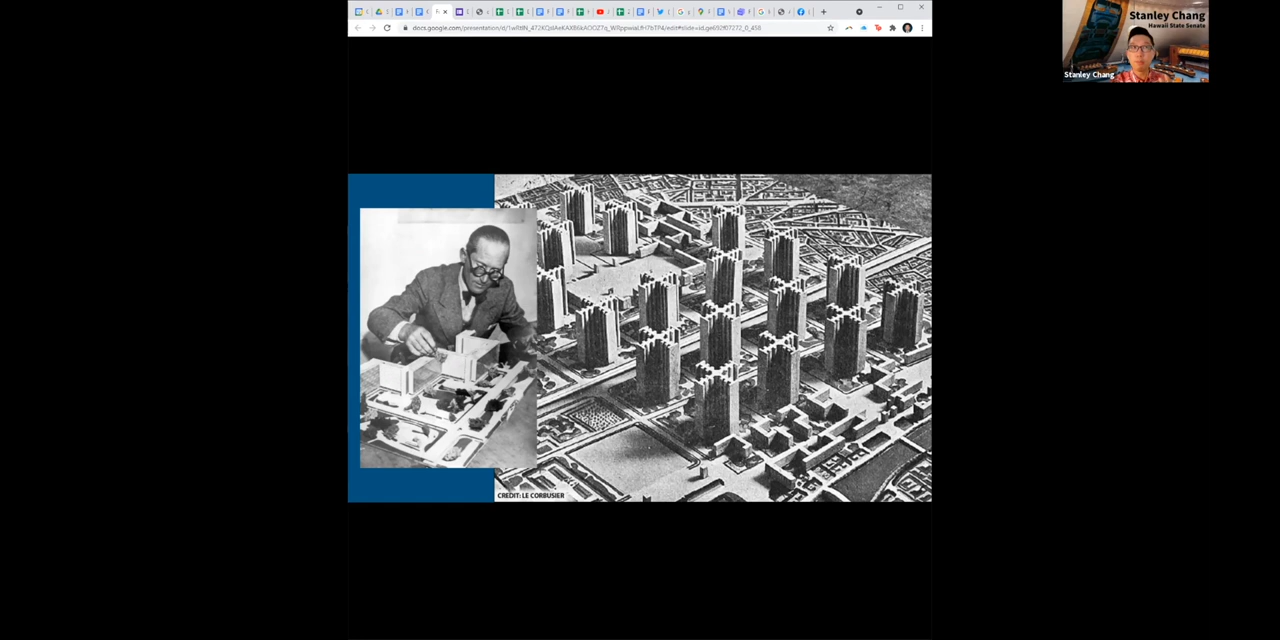 Stanley Chang
Hawaii State Senate
Stanley Chang
CREDIT: LE CORBUSIER